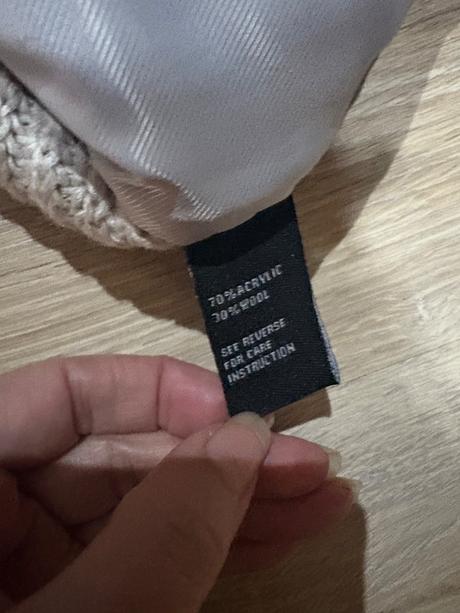 70%ACRYLIC
30%WOOL
SEE REVERSE
FOR CARE
INSTRUCTION